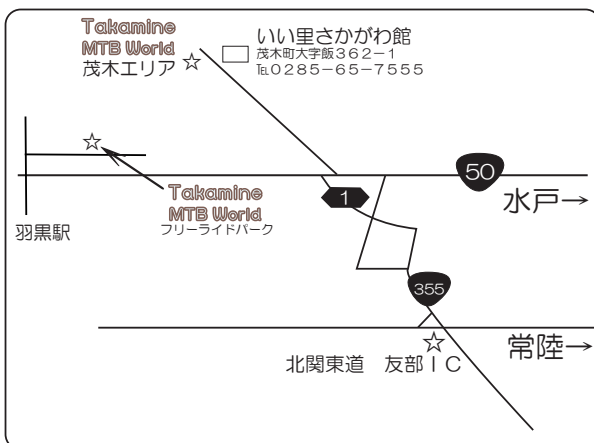 Takamine
MTB World
茂木エリア
いい里さかがわ館
茂木町大字飯362-1
℡0285-65-7555
50
水戸→
1
Takamine
MTB World
フリーライドパーク
羽黒駅
355
常陸→
北関東道 友部IC